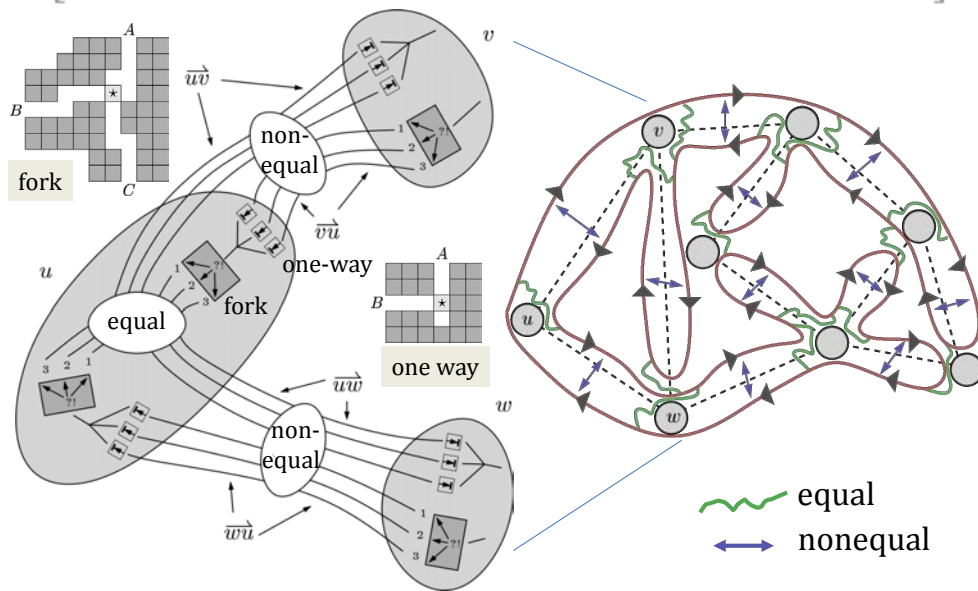 A
B
C
fork
uv
v
non-
equal
1
2
3
?!
vu
u
one-way
1
2
3
?!
fork
equal
3
2
1
?!
A
B
one way
uw
non-
equal
wu
w
1
2
3
?!
v
u
w
equal
nonequal